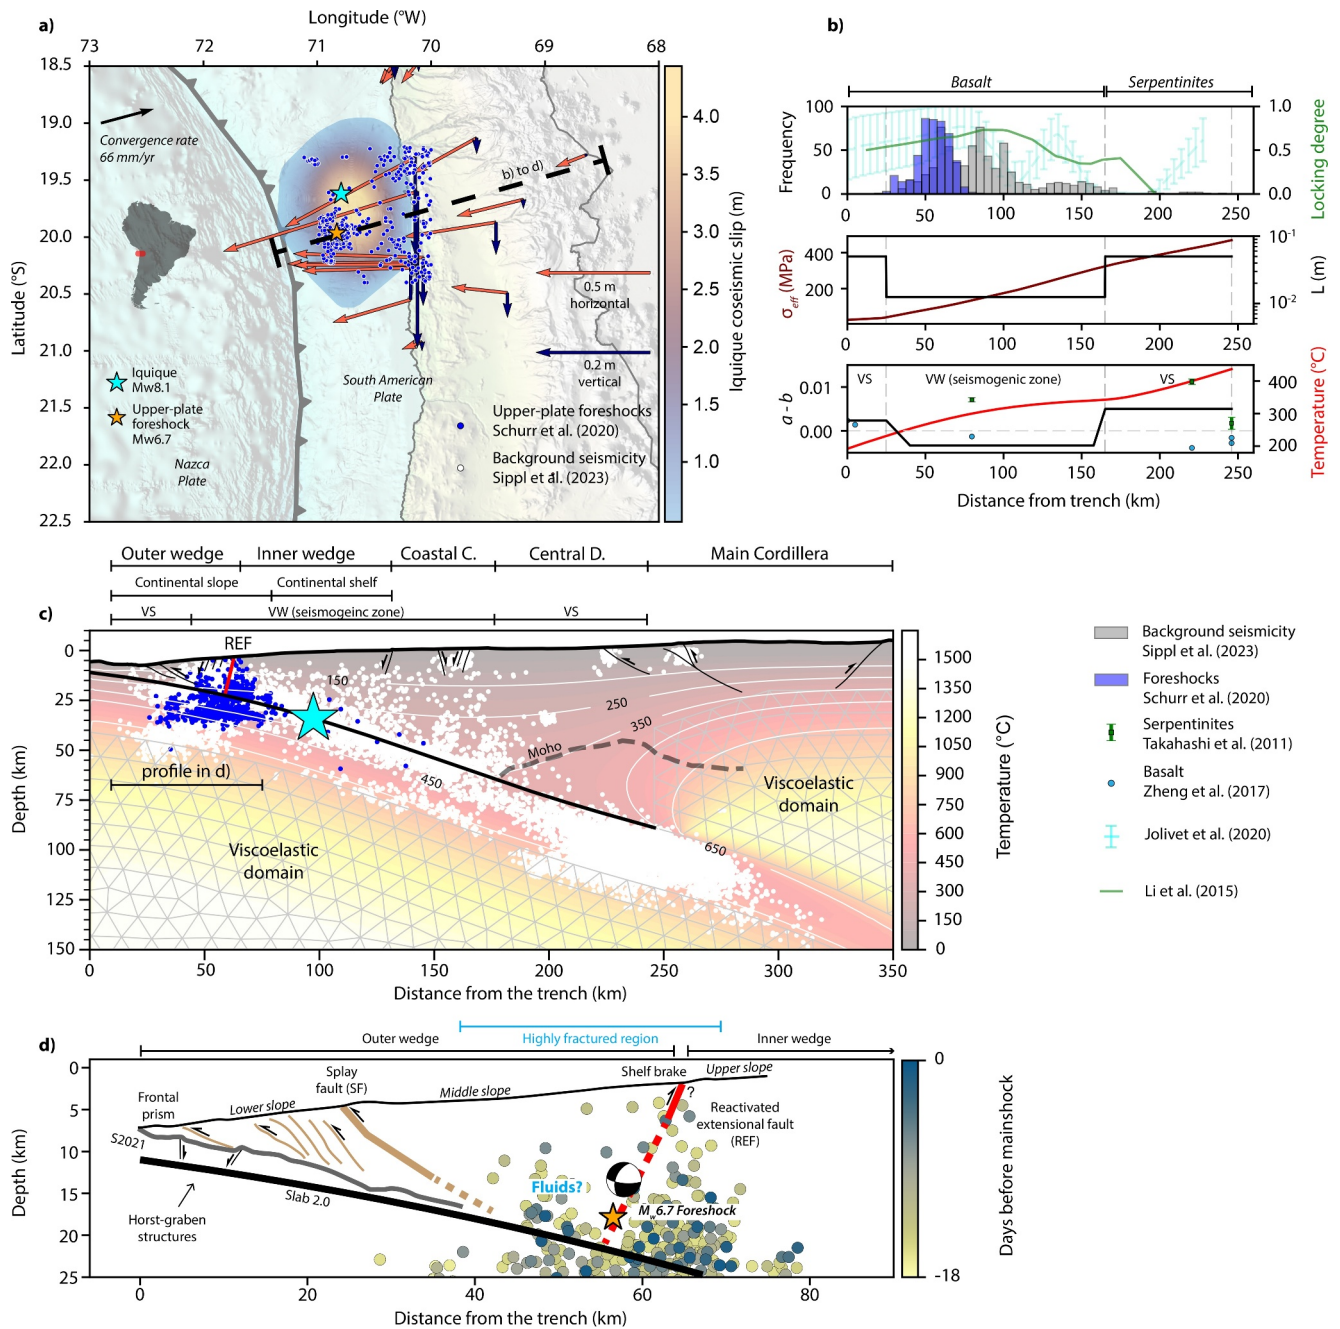 a)
Longitude (°W)
73
72
71
70
69
68
18.5
19.0
19.5
20.0
20.5
21.0
21.5
22.0
22.5
Latitude (°S)
Convergence rate
66 mm/yr
b) to d)
0.5 m
horizontal
0.2 m
vertical
Iquique
Mw8.1
Upper-plate
foreshock
Mw6.7
Nazca
Plate
South American
Plate
Upper-plate foreshocks
Schurr et al. (2020)
Background seismicity
Sippl et al. (2023)
4.0
3.5
3.0
2.5
2.0
1.5
1.0
Iquique coseismic slip (m)
b)
Basalt
Serpentinites
100
50
0
Frequency
1.0
0.5
0.0
Locking degree
0
50
100
150
200
250
400
200
σeff (MPa)
10⁻¹
10⁻²
L (m)
0
50
100
150
200
250
VS
VW (seismogenic zone)
VS
0.01
0.00
a - b
400
300
200
Temperature (°C)
0
50
100
150
200
250
Distance from trench (km)
Outer wedge
Inner wedge
Coastal C.
Central D.
Main Cordillera
Continental slope
Continental shelf
VS
VW (seismogeinc zone)
VS
c)
REF
0
25
50
75
100
125
150
Depth (km)
150
250
350
450
650
Moho
profile in d)
Viscoelastic
domain
Viscoelastic
domain
0
50
100
150
200
250
300
350
Distance from the trench (km)
1500
1350
1200
1050
900
750
600
450
300
150
0
Temperature (°C)
Background seismicity
Sippl et al. (2023)
Foreshocks
Schurr et al. (2020)
Serpentinites
Takahashi et al. (2011)
Basalt
Zheng et al. (2017)
Jolivet et al. (2020)
Li et al. (2015)
d)
Outer wedge
Highly fractured region
Inner wedge
0
5
10
15
20
25
Depth (km)
Frontal
prism
Lower slope
Splay
fault (SF)
Middle slope
Shelf brake
Upper slope
?
Reactivated
extensional fault
(REF)
S2021
Slab 2.0
Horst-graben
structures
Fluids?
Mw6.7 Foreshock
0
20
40
60
80
Distance from the trench (km)
0
-18
Days before mainshock